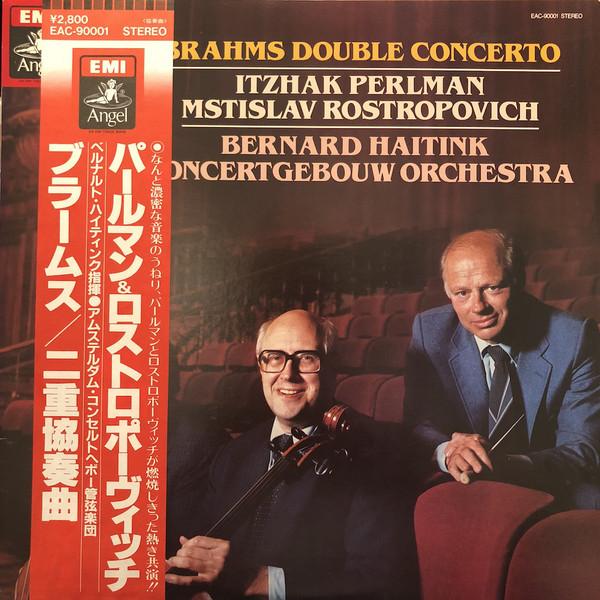 ¥2,800
〈協奏曲〉
EAC-90001 STEREO
EMI
Angel
●なんと濃密な音楽のうねり、パールマンとロストロポーヴィッチが燃焼しきった熱き共演!!
パールマン&ロストロポーヴィッチ
ベルナルト・ハイティンク指揮●アムステルダム・コンセルトヘボー管弦楽団
ブラームス/二重協奏曲
Angel
EAC-90001 STEREO
BRAHMS DOUBLE CONCERTO
ITZHAK PERLMAN
MSTISLAV ROSTROPOVICH
BERNARD HAITINK
ONCERTGEBOUW ORCHESTRA